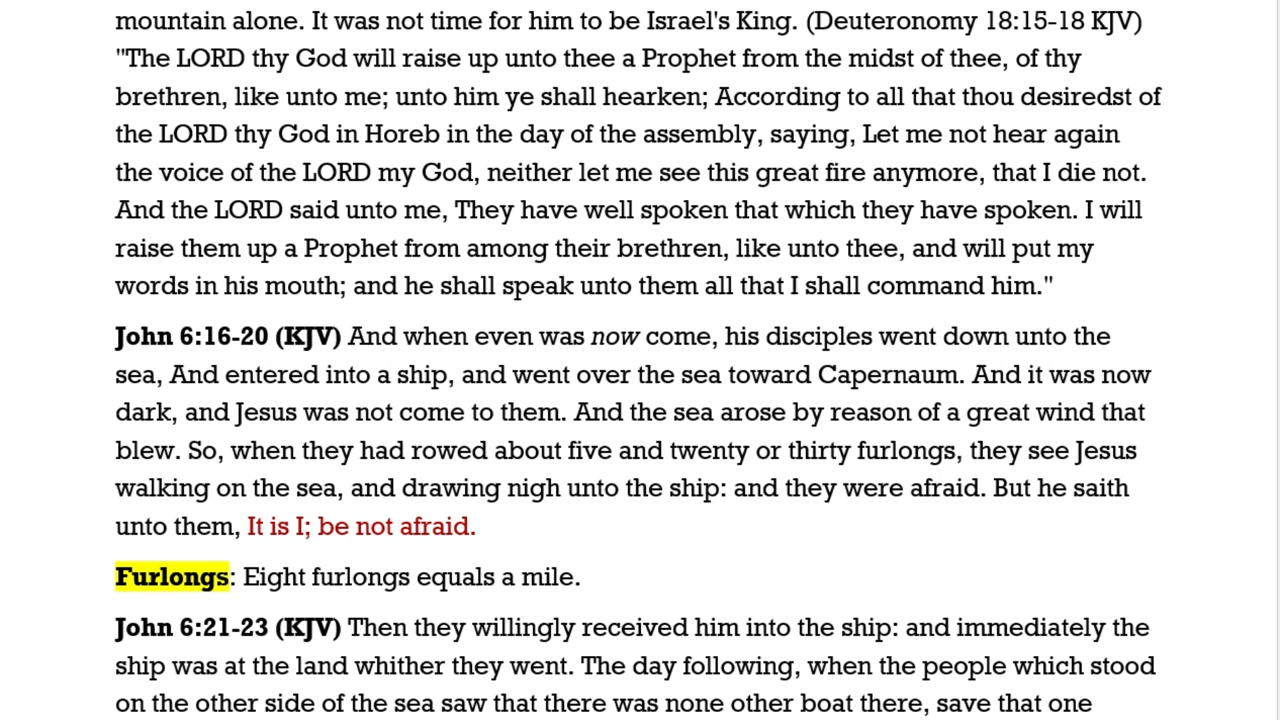 mountain alone. It was not time for him to be Israel's King. (Deuteronomy 18:15-18 KJV)
"The LORD thy God will raise up unto thee a Prophet from the midst of thee, of thy
brethren, like unto me; unto him ye shall hearken; According to all that thou desiredst of
the LORD thy God in Horeb in the day of the assembly, saying, Let me not hear again
the voice of the LORD my God, neither let me see this great fire anymore, that I die not.
And the LORD said unto me, They have well spoken that which they have spoken. I will
raise them up a Prophet from among their brethren, like unto thee, and will put my
words in his mouth; and he shall speak unto them all that I shall command him."
John 6:16-20 (KJV) And when even was now come, his disciples went down unto the
sea, And entered into a ship, and went over the sea toward Capernaum. And it was now
dark, and Jesus was not come to them. And the sea arose by reason of a great wind that
blew. So, when they had rowed about five and twenty or thirty furlongs, they see Jesus
walking on the sea, and drawing nigh unto the ship: and they were afraid. But he saith
unto them, It is I; be not afraid.
Furlongs: Eight furlongs equals a mile.
John 6:21-23 (KJV) Then they willingly received him into the ship: and immediately the
ship was at the land whither they went. The day following, when the people which stood
on the other side of the sea saw that there was none other boat there, save that one